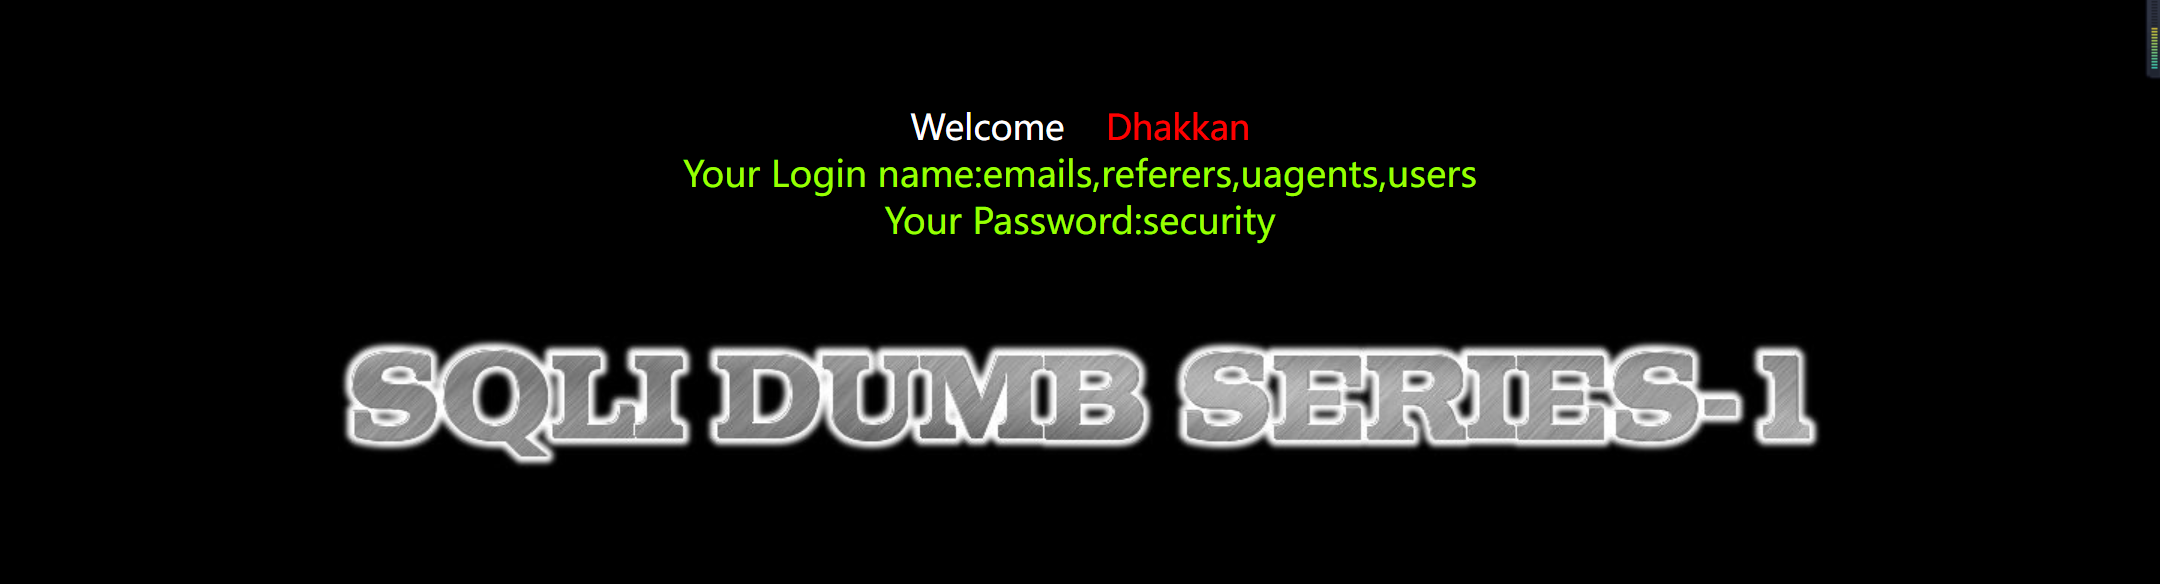 Welcome Dhakkan
Your Login name:emails,referers,uagents,users
Your Password:security
SQLI DUMB SERIES-1